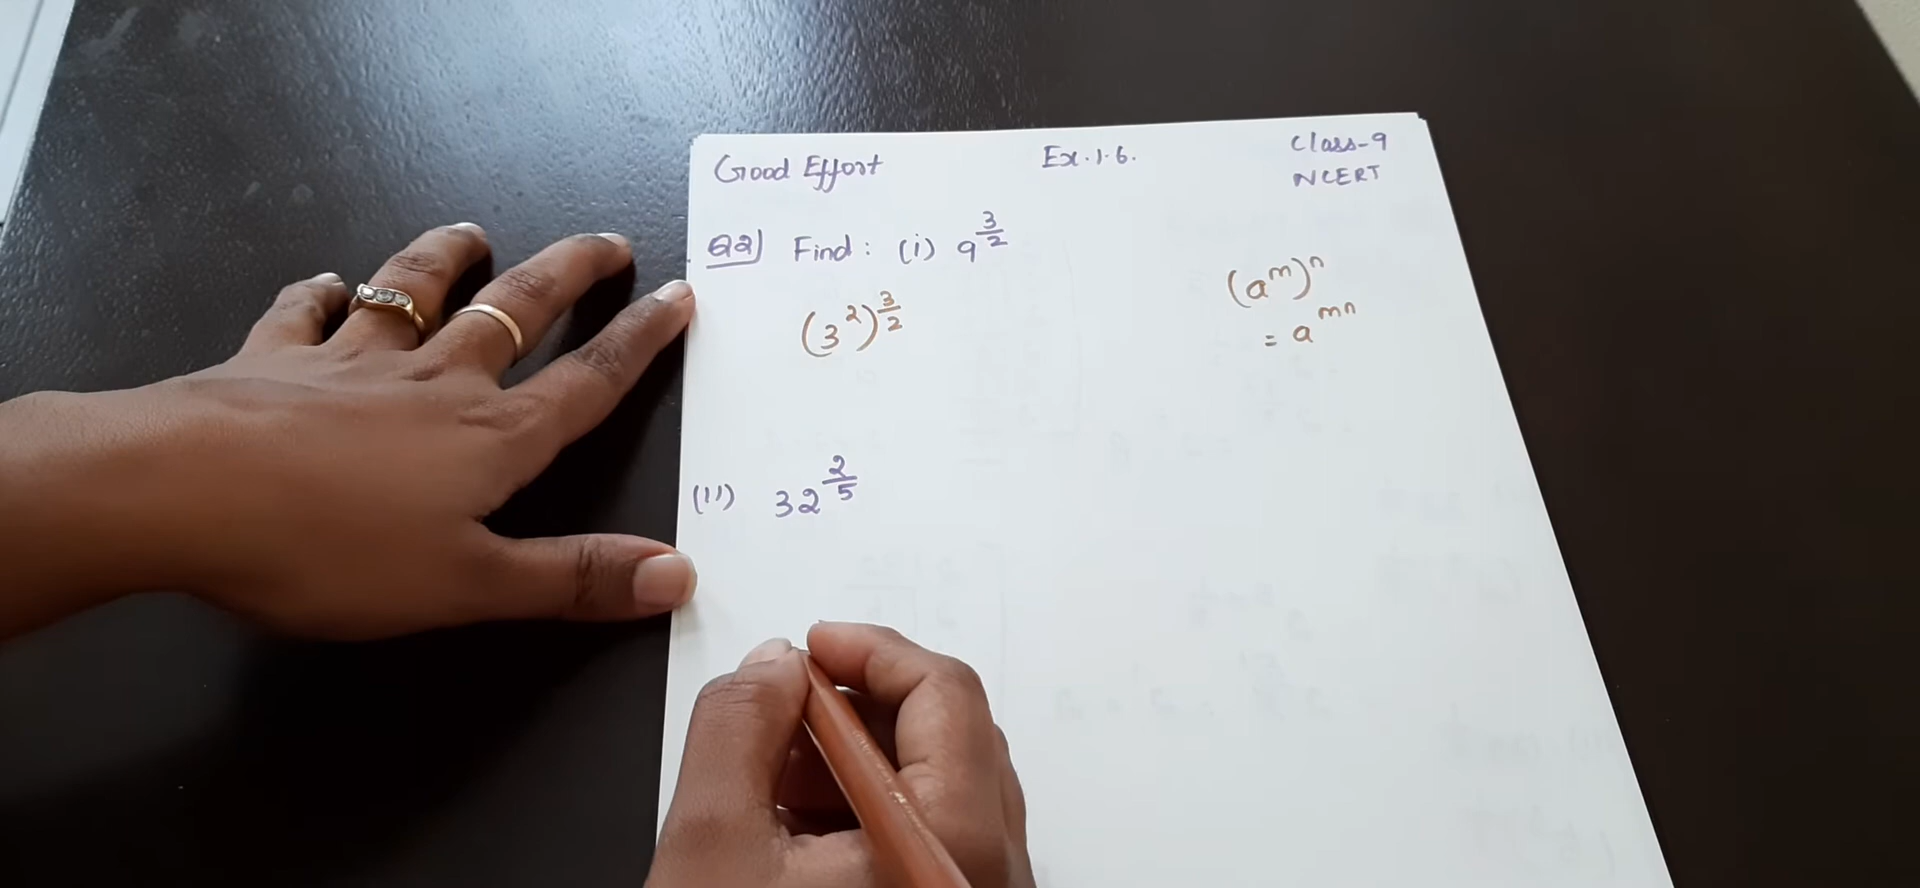 Good Effort Ex.1.6. Class-9
NCERT
Q2) Find : (i) 9^{3/2}
(3^2)^{3/2} (a^m)^n
= a^{mn}
(ii) 32^{2/5}